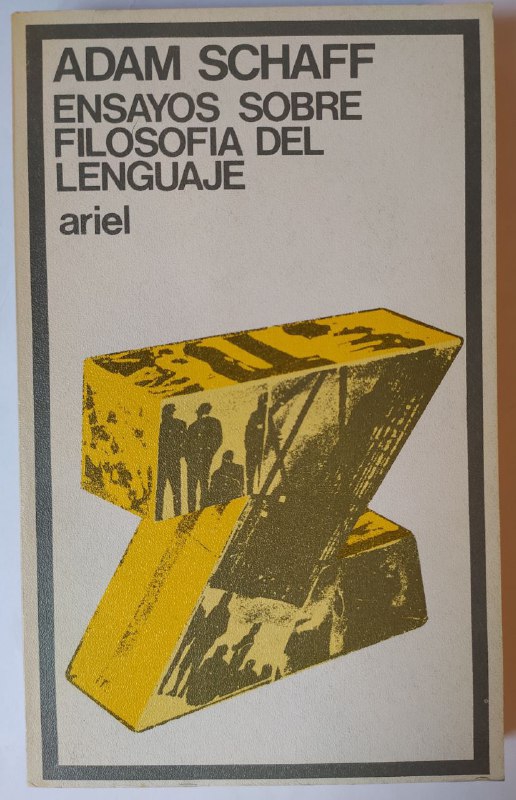 ADAM SCHAFF
ENSAYOS SOBRE
FILOSOFIA DEL
LENGUAJE
ariel